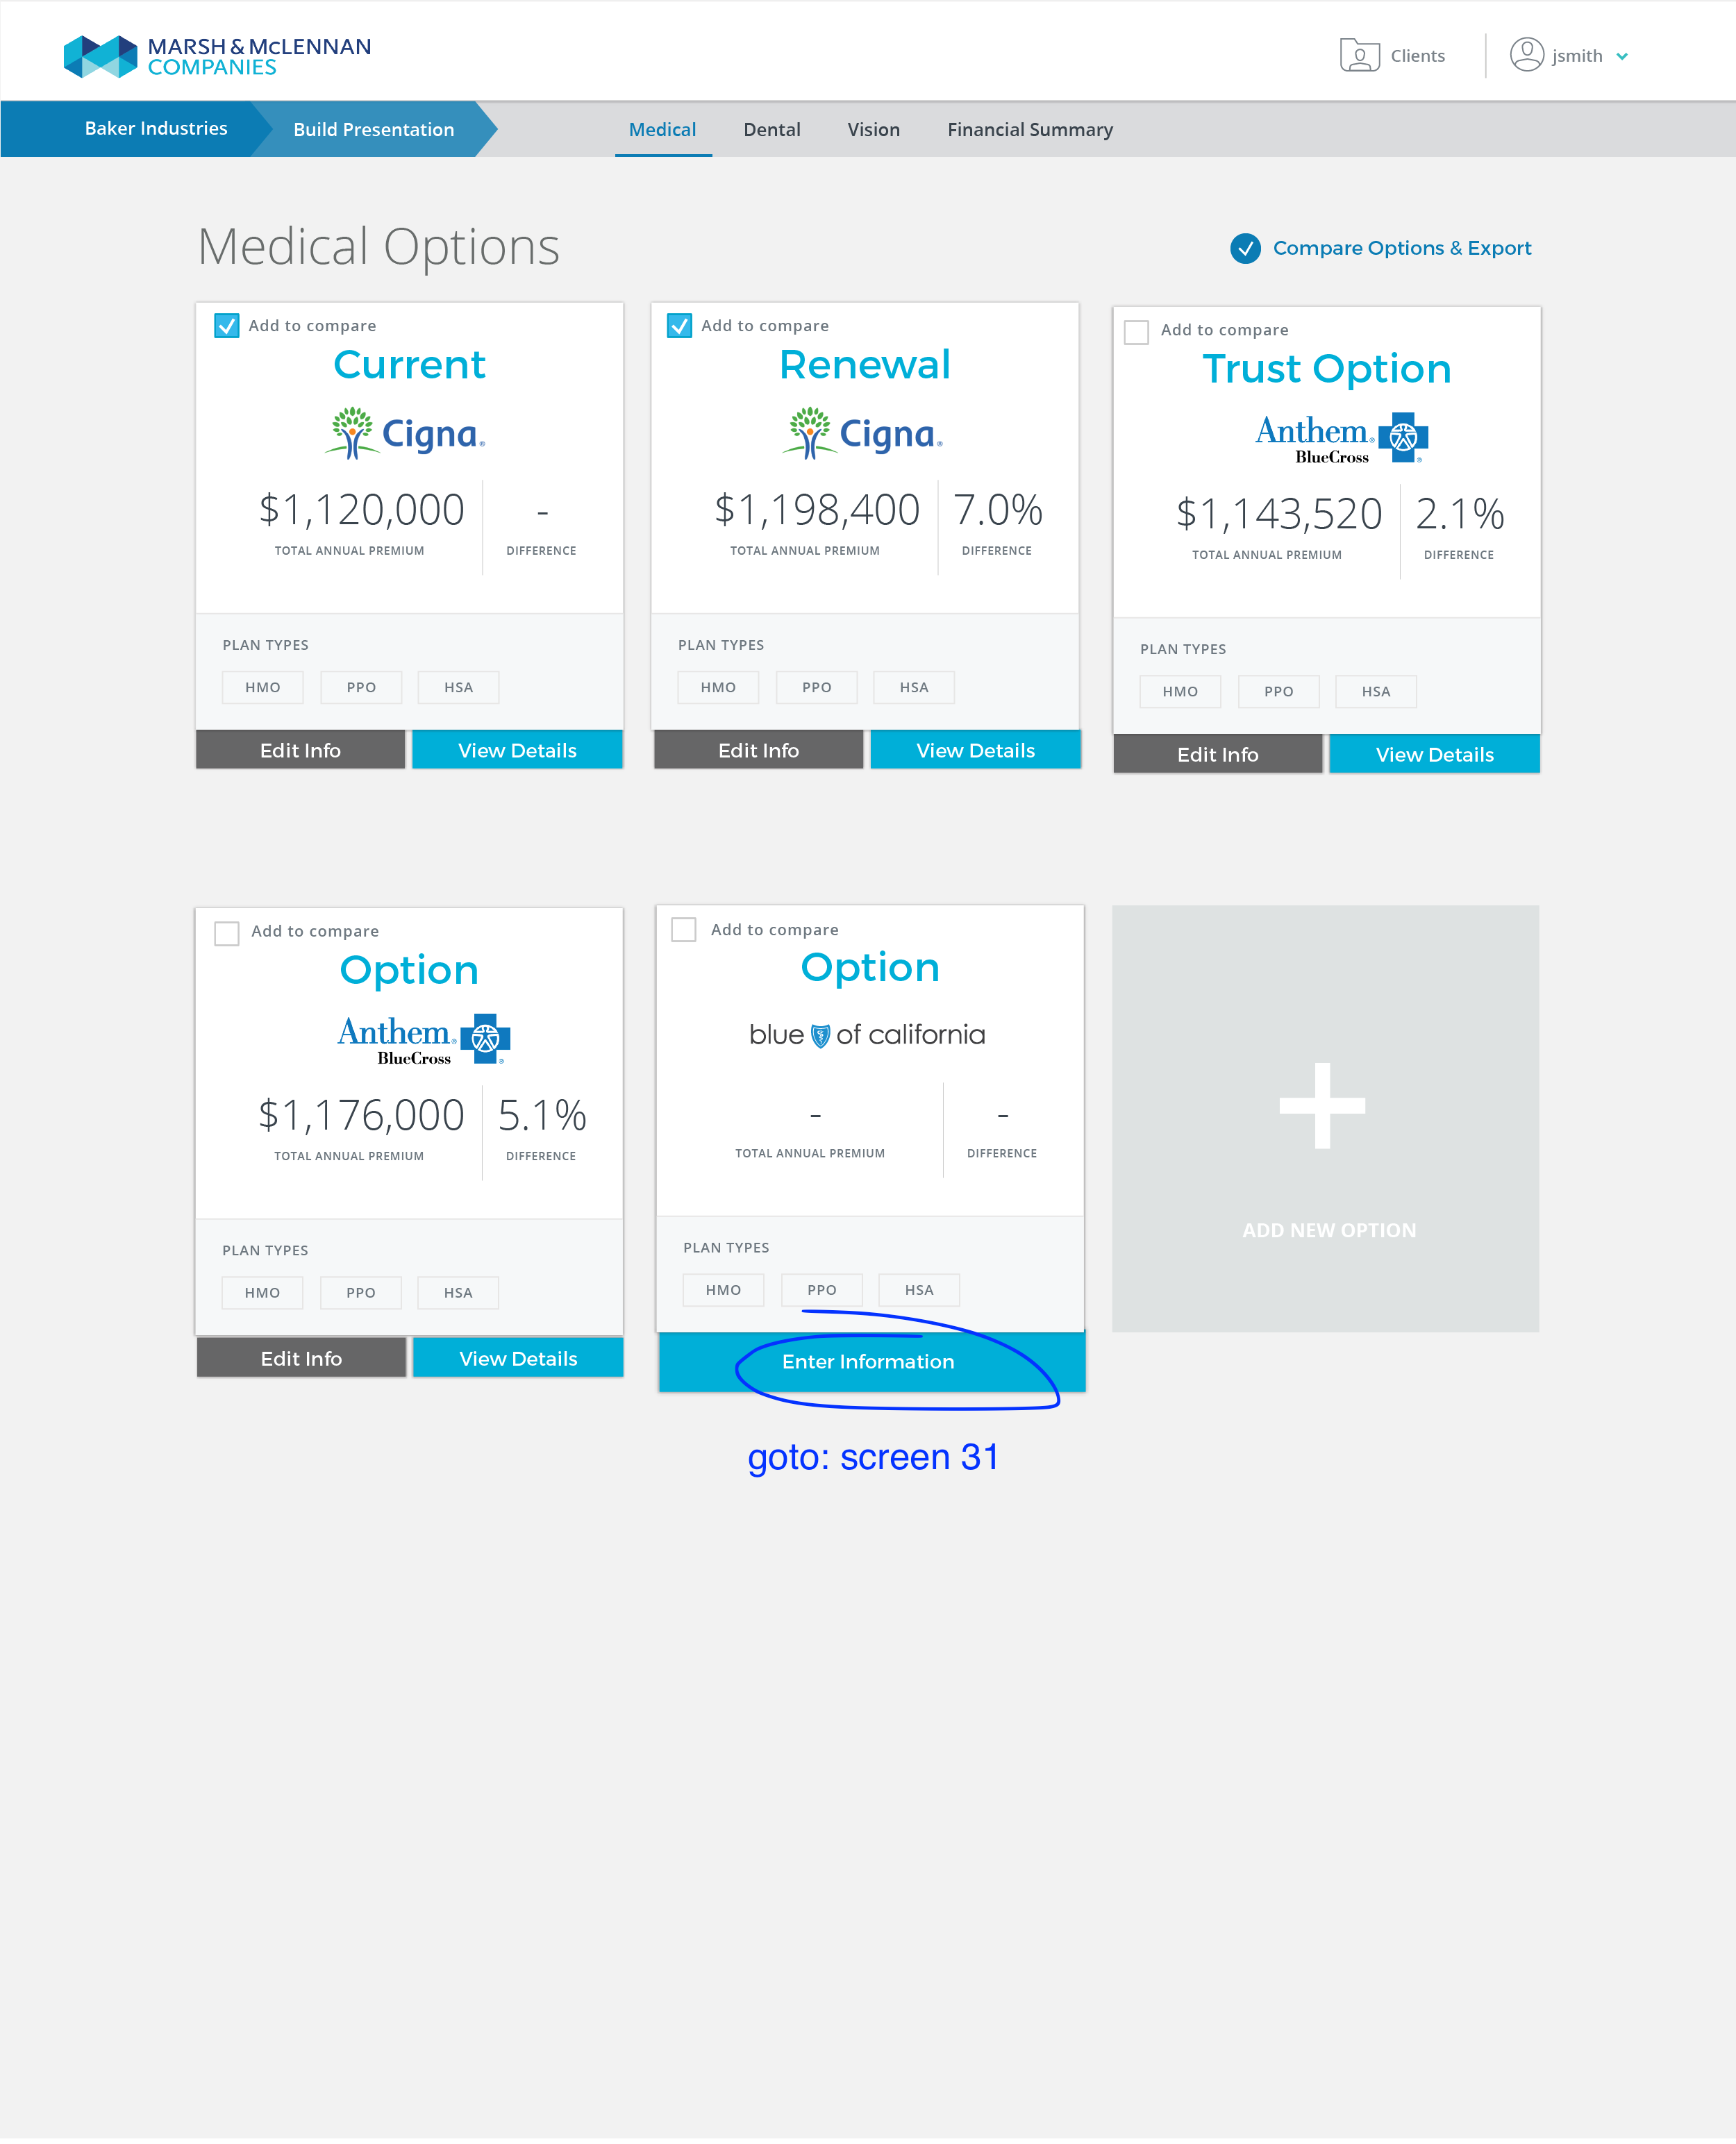 MARSH & McLENNAN
COMPANIES
Clients
jsmith
Baker Industries
Build Presentation
Medical
Dental
Vision
Financial Summary
Medical Options
Compare Options & Export
Add to compare
Current
Cigna®
$1,120,000
-
TOTAL ANNUAL PREMIUM
DIFFERENCE
PLAN TYPES
HMO
PPO
HSA
Edit Info
View Details
Add to compare
Renewal
Cigna®
$1,198,400
7.0%
TOTAL ANNUAL PREMIUM
DIFFERENCE
PLAN TYPES
HMO
PPO
HSA
Edit Info
View Details
Add to compare
Trust Option
Anthem®
BlueCross
®
$1,143,520
2.1%
TOTAL ANNUAL PREMIUM
DIFFERENCE
PLAN TYPES
HMO
PPO
HSA
Edit Info
View Details
Add to compare
Option
Anthem®
BlueCross
®
$1,176,000
5.1%
TOTAL ANNUAL PREMIUM
DIFFERENCE
PLAN TYPES
HMO
PPO
HSA
Edit Info
View Details
Add to compare
Option
blue of california
-
-
TOTAL ANNUAL PREMIUM
DIFFERENCE
PLAN TYPES
HMO
PPO
HSA
Enter Information
goto: screen 31
ADD NEW OPTION